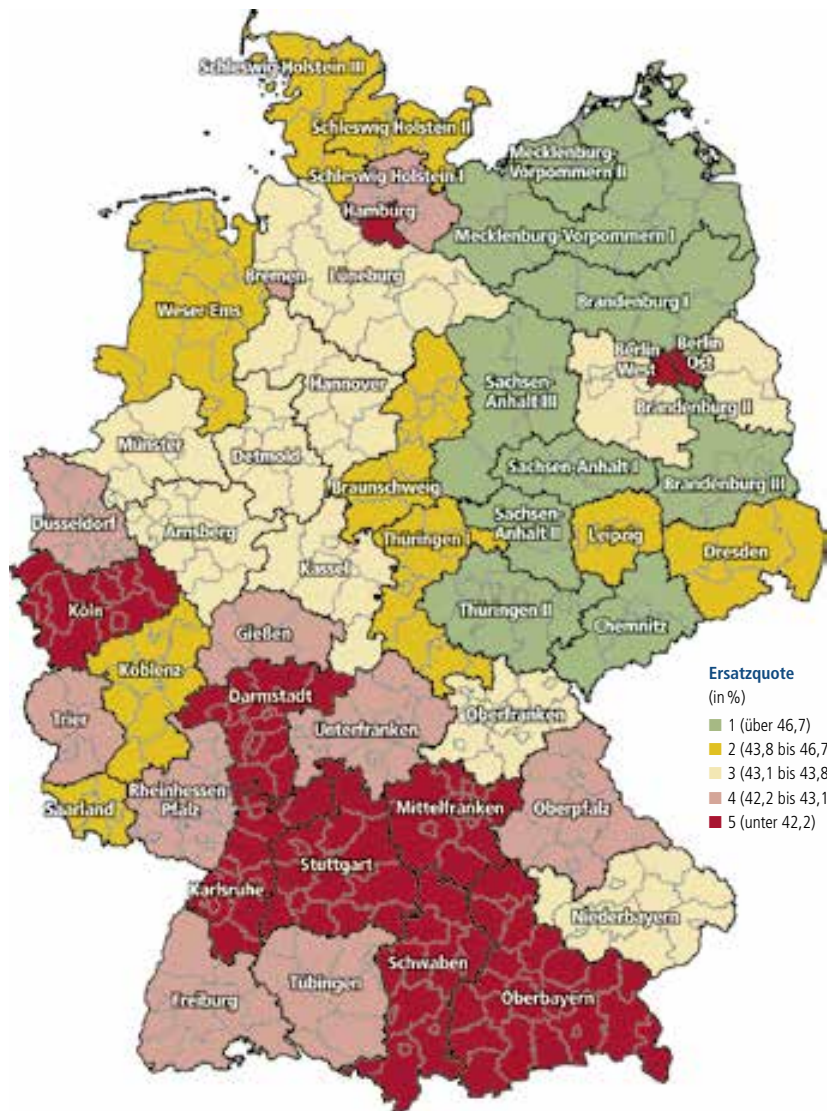 Schleswig-Holstein III
Schleswig Holstein II
Mecklenburg-
Vorpommern II
Schleswig Holstein I
Hamburg
Mecklenburg-Vorpommern I
Bremen
Lüneburg
Weser-Ems
Brandenburg I
Berlin
West
Berlin
Ost
Hannover
Sachsen-
Anhalt III
Brandenburg II
Münster
Detmold
Sachsen-Anhalt I
Brandenburg III
Braunschweig
Düsseldorf
Arnsberg
Sachsen-
Anhalt II
Leipzig
Thüringen I
Dresden
Kassel
Köln
Thüringen II
Chemnitz
Gießen
Koblenz
Darmstadt
Trier
Unterfranken
Oberfranken
Ersatzquote
(in %)
1 (über 46,7)
2 (43,8 bis 46,7
3 (43,1 bis 43,8
4 (42,2 bis 43,1
5 (unter 42,2)
Saarland
Rheinhessen
Pfalz
Mittelfranken
Oberpfalz
Stuttgart
Karlsruhe
Niederbayern
Schwaben
Tübingen
Freiburg
Oberbayern